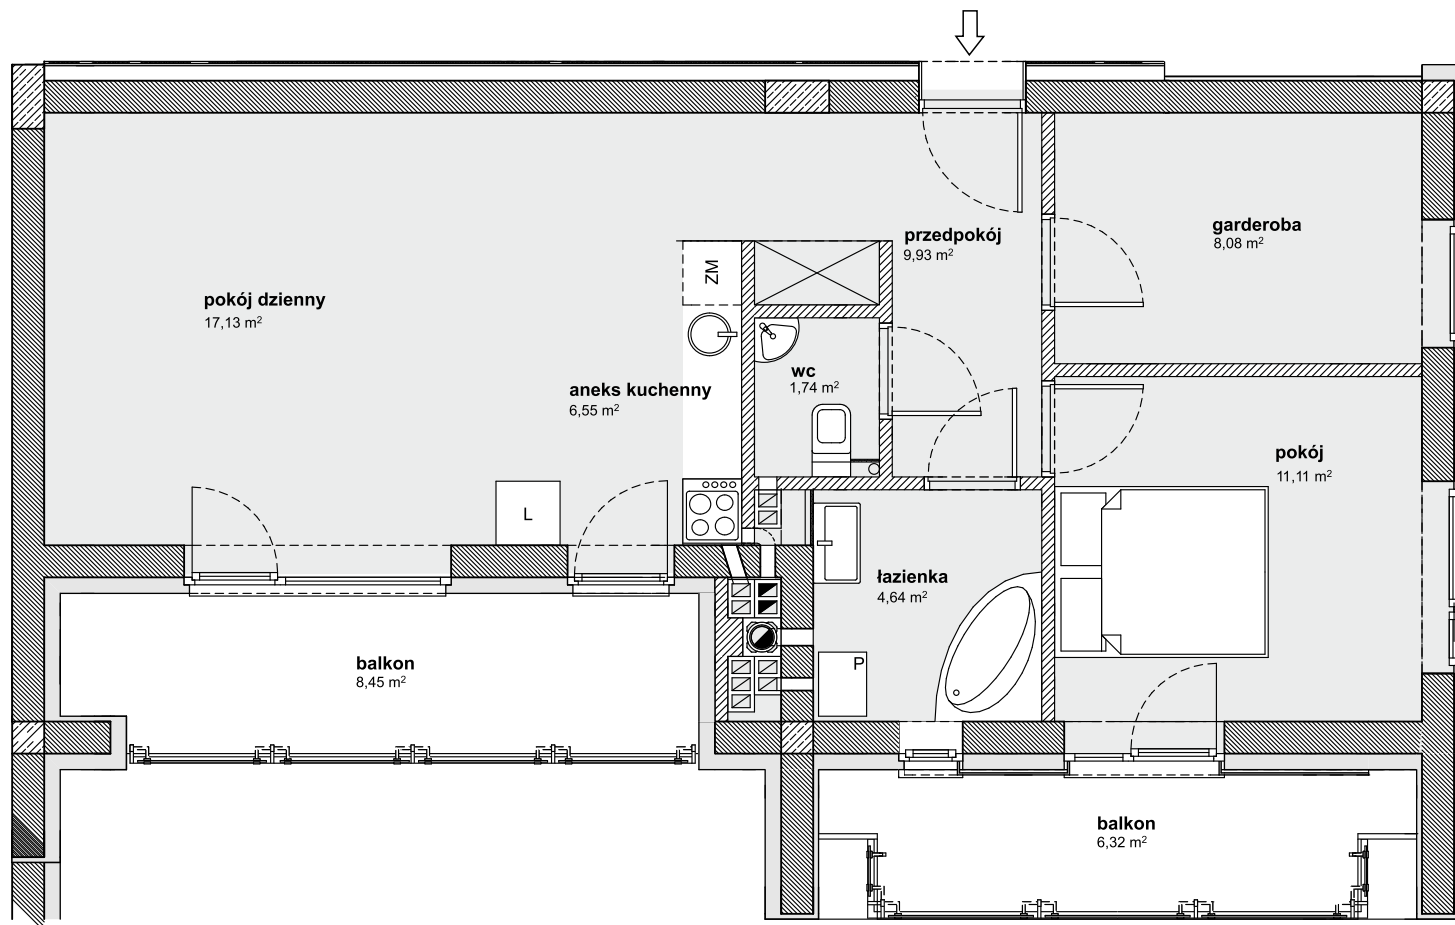 przedpokój
9,93 m²
garderoba
8,08 m²
ZM
pokój dzienny
17,13 m²
wc
1,74 m²
aneks kuchenny
6,55 m²
pokój
11,11 m²
L
łazienka
4,64 m²
P
balkon
8,45 m²
balkon
6,32 m²